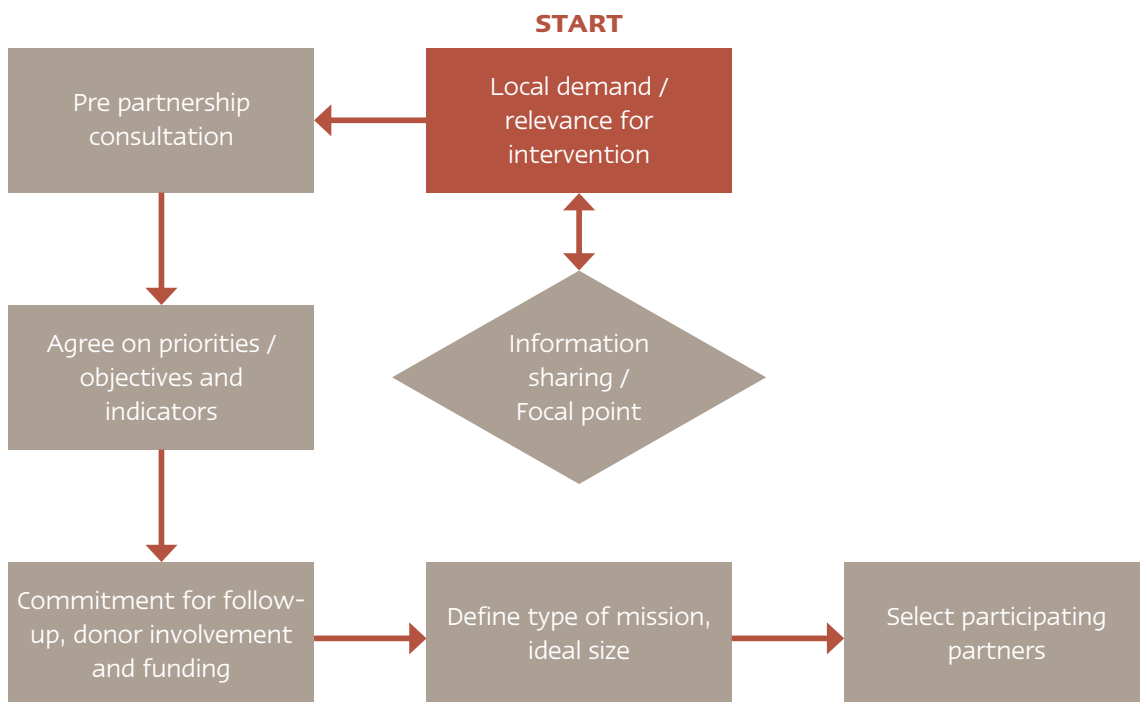 START
Local demand /
relevance for
intervention
Pre partnership
consultation
Agree on priorities /
objectives and
indicators
Information
sharing /
Focal point
Commitment for follow-
up, donor involvement
and funding
Define type of mission,
ideal size
Select participating
partners